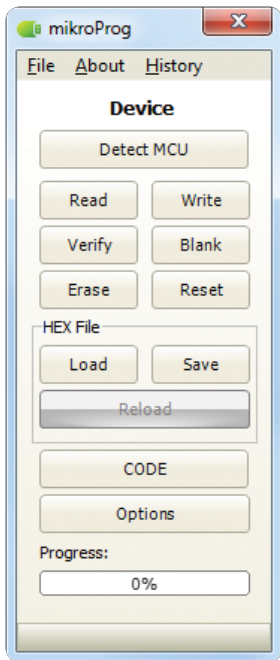 mikroProg
File About History
Device
Detect MCU
Read Write
Verify Blank
Erase Reset
HEX File
Load Save
Reload
CODE
Options
Progress:
0%